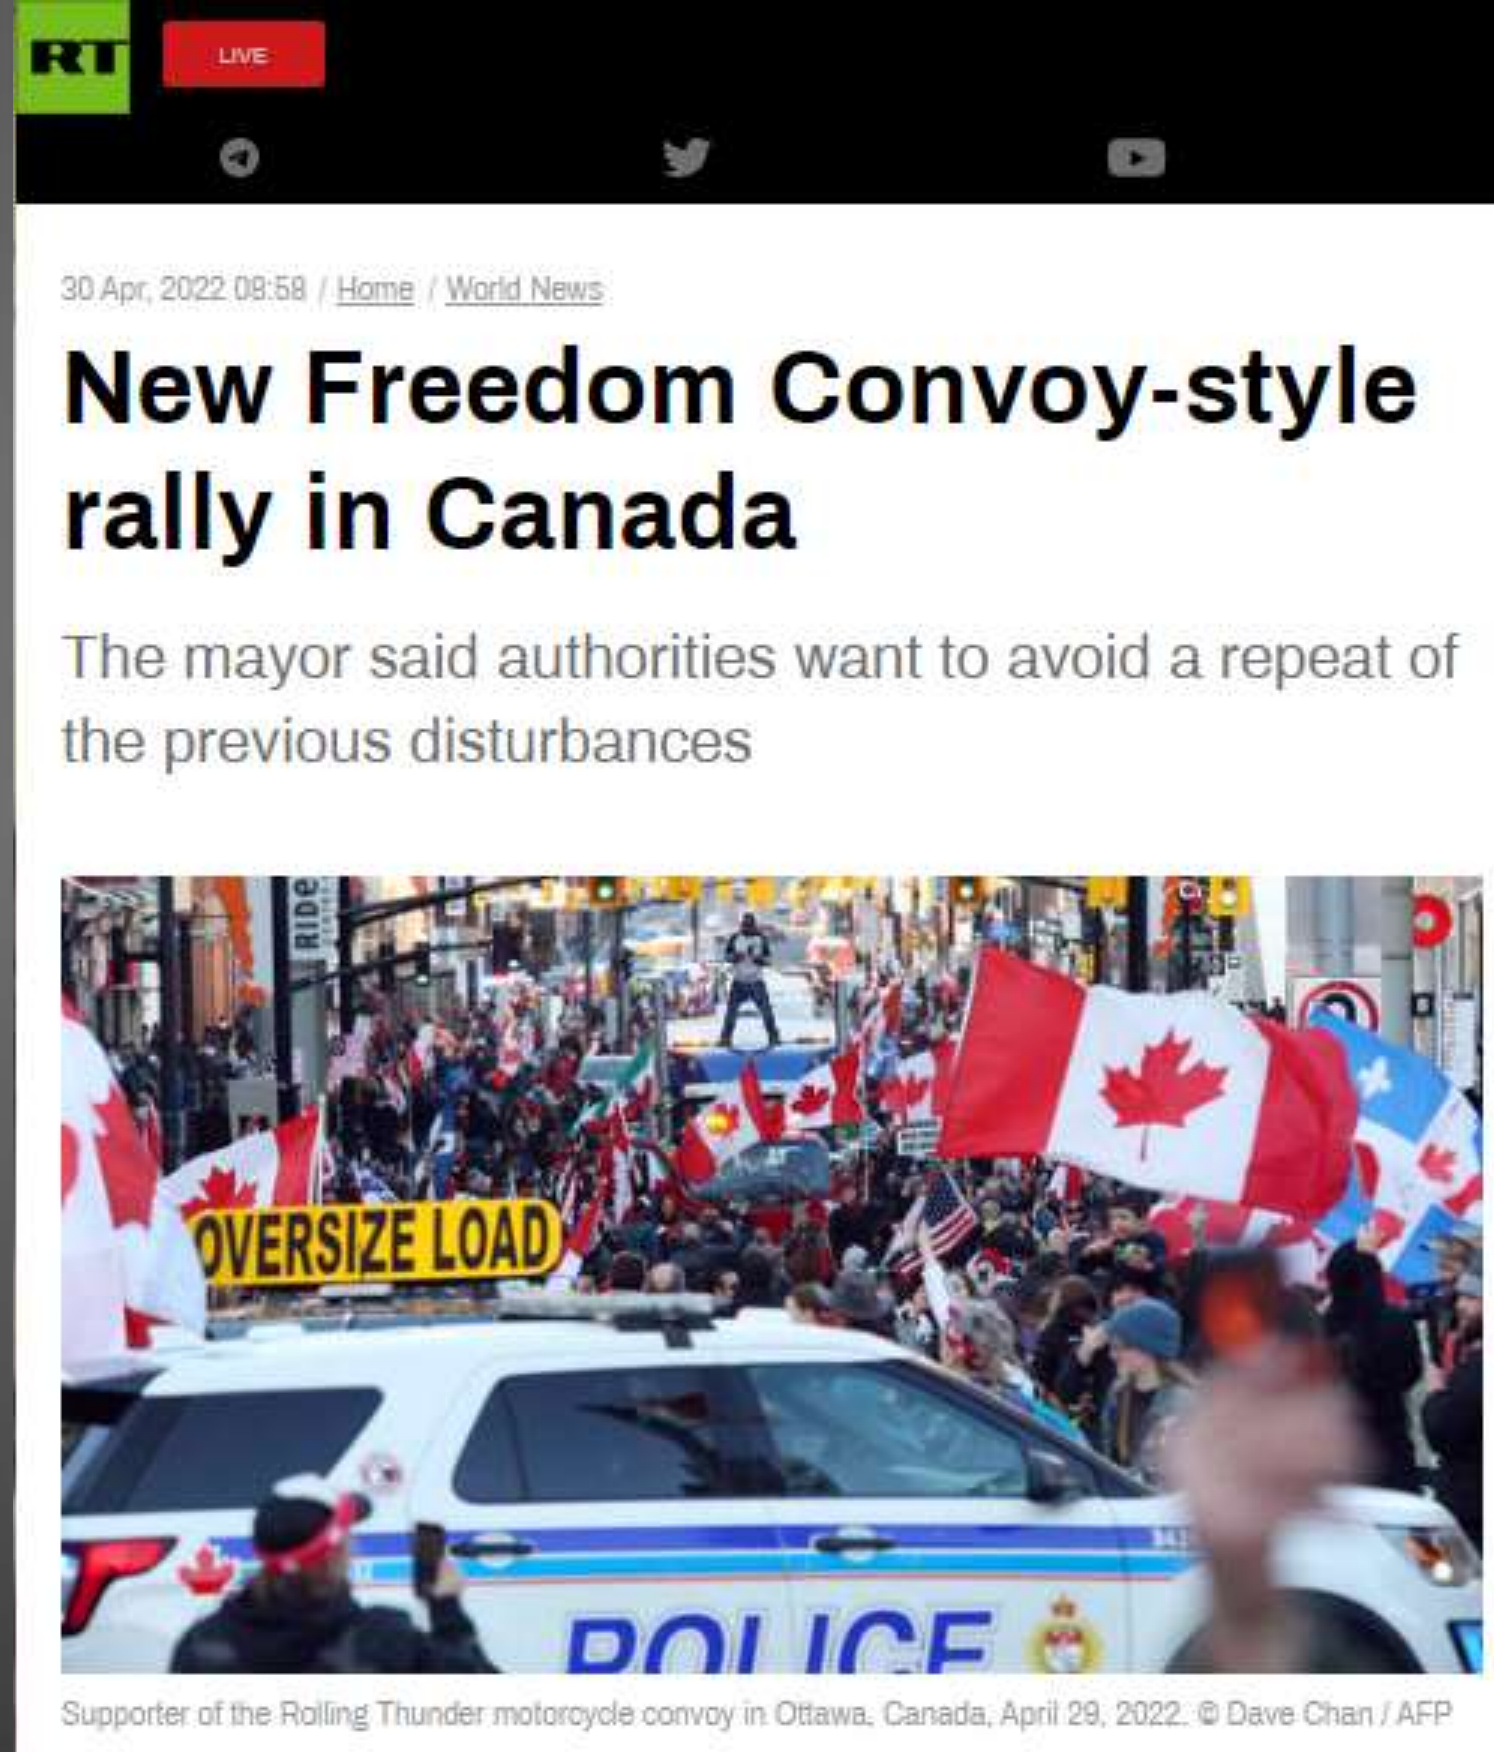 RT
LIVE
30 Apr, 2022 08:58 / Home / World News
New Freedom Convoy-style
rally in Canada
The mayor said authorities want to avoid a repeat of
the previous disturbances
RIDE
OVERSIZE LOAD
POLICE
Supporter of the Rolling Thunder motorcycle convoy in Ottawa, Canada, April 29, 2022. © Dave Chan / AFP